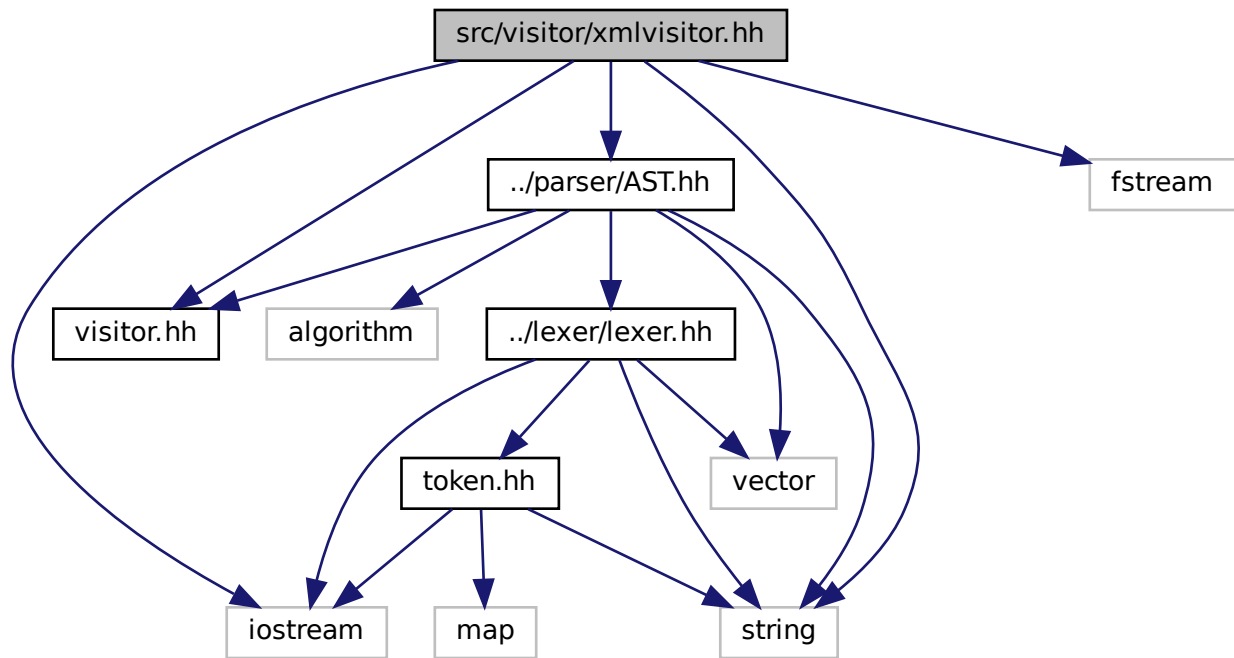 src/visitor/xmlvisitor.hh
../parser/AST.hh
fstream
visitor.hh
algorithm
../lexer/lexer.hh
token.hh
vector
iostream
map
string